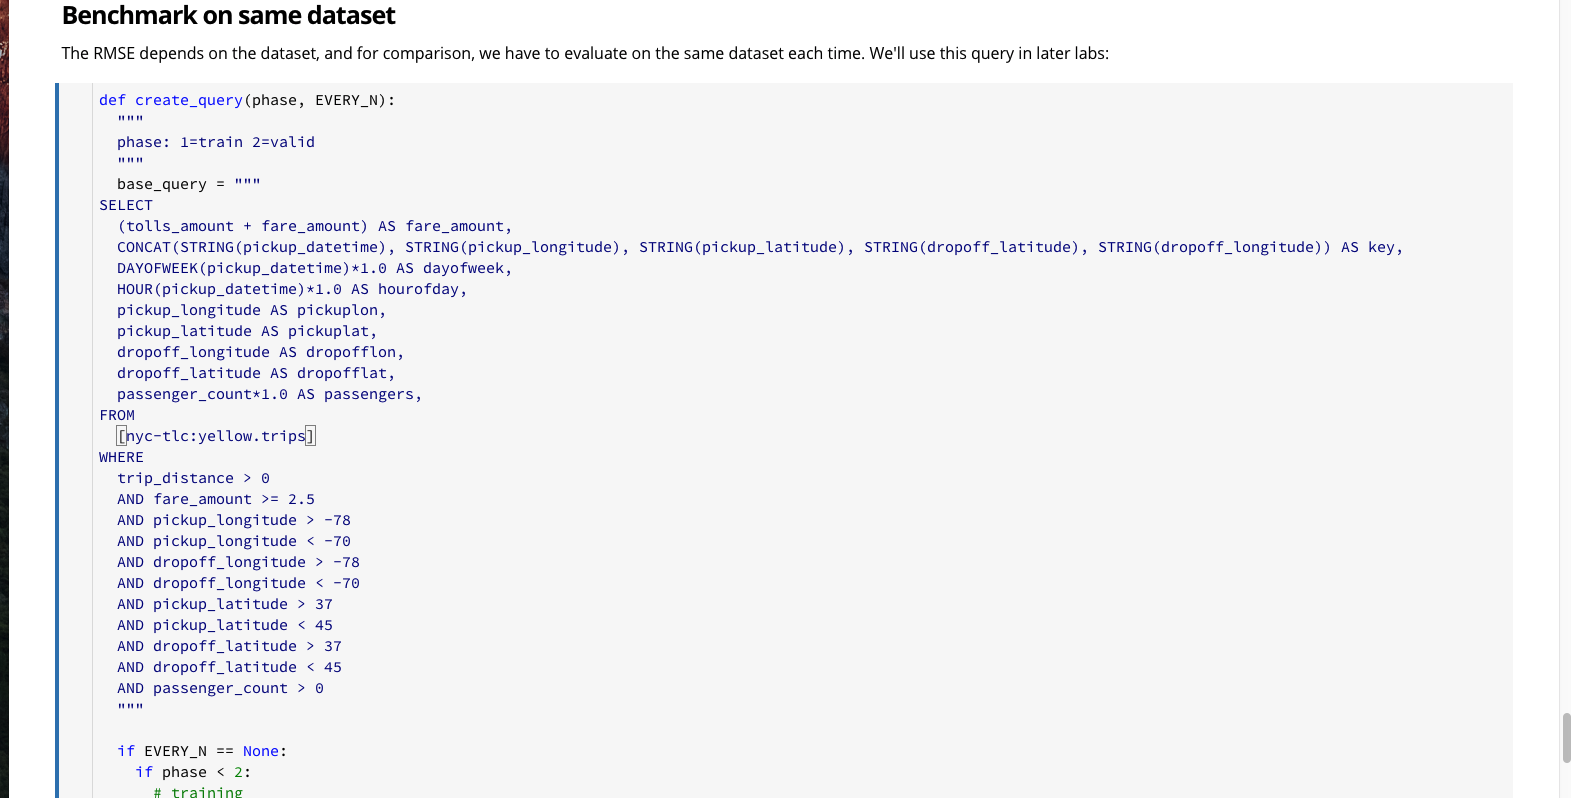 Benchmark on same dataset
The RMSE depends on the dataset, and for comparison, we have to evaluate on the same dataset each time. We'll use this query in later labs:
def create_query(phase, EVERY_N):
  """
  phase: 1=train 2=valid
  """
  base_query = """
SELECT
  (tolls_amount + fare_amount) AS fare_amount,
  CONCAT(STRING(pickup_datetime), STRING(pickup_longitude), STRING(pickup_latitude), STRING(dropoff_latitude), STRING(dropoff_longitude)) AS key,
  DAYOFWEEK(pickup_datetime)*1.0 AS dayofweek,
  HOUR(pickup_datetime)*1.0 AS hourofday,
  pickup_longitude AS pickuplon,
  pickup_latitude AS pickuplat,
  dropoff_longitude AS dropofflon,
  dropoff_latitude AS dropofflat,
  passenger_count*1.0 AS passengers,
FROM
  [nyc-tlc:yellow.trips]
WHERE
  trip_distance > 0
  AND fare_amount >= 2.5
  AND pickup_longitude > -78
  AND pickup_longitude < -70
  AND dropoff_longitude > -78
  AND dropoff_longitude < -70
  AND pickup_latitude > 37
  AND pickup_latitude < 45
  AND dropoff_latitude > 37
  AND dropoff_latitude < 45
  AND passenger_count > 0
  """
  if EVERY_N == None:
    if phase < 2:
      # training